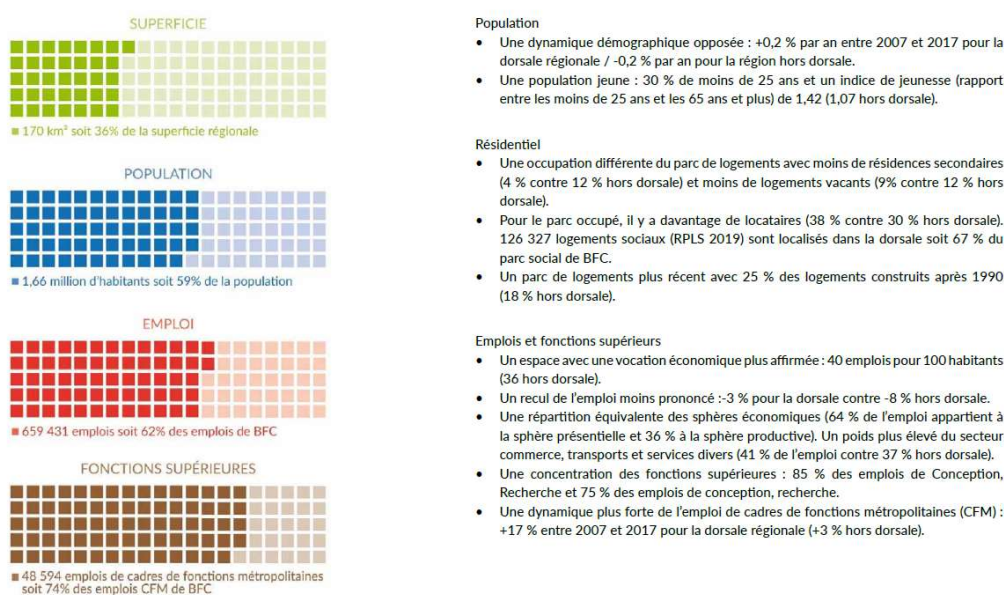 SUPERFICIE
170 km² soit 36% de la superficie régionale
POPULATION
1,66 million d'habitants soit 59% de la population
EMPLOI
659 431 emplois soit 62% des emplois de BFC
FONCTIONS SUPÉRIEURES
48 594 emplois de cadres de fonctions métropolitaines
soit 74% des emplois CFM de BFC
Population
• Une dynamique démographique opposée : +0,2 % par an entre 2007 et 2017 pour la
dorsale régionale / -0,2 % par an pour la région hors dorsale.
• Une population jeune : 30 % de moins de 25 ans et un indice de jeunesse (rapport
entre les moins de 25 ans et les 65 ans et plus) de 1,42 (1,07 hors dorsale).
Résidentiel
• Une occupation différente du parc de logements avec moins de résidences secondaires
(4 % contre 12 % hors dorsale) et moins de logements vacants (9% contre 12 % hors
dorsale).
• Pour le parc occupé, il y a davantage de locataires (38 % contre 30 % hors dorsale).
126 327 logements sociaux (RPLS 2019) sont localisés dans la dorsale soit 67 % du
parc social de BFC.
• Un parc de logements plus récent avec 25 % des logements construits après 1990
(18 % hors dorsale).
Emplois et fonctions supérieurs
• Un espace avec une vocation économique plus affirmée : 40 emplois pour 100 habitants
(36 hors dorsale).
• Un recul de l'emploi moins prononcé :-3 % pour la dorsale contre -8 % hors dorsale.
• Une répartition équivalente des sphères économiques (64 % de l'emploi appartient à
la sphère présentielle et 36 % à la sphère productive). Un poids plus élevé du secteur
commerce, transports et services divers (41 % de l'emploi contre 37 % hors dorsale).
• Une concentration des fonctions supérieures : 85 % des emplois de Conception,
Recherche et 75 % des emplois de conception, recherche.
• Une dynamique plus forte de l'emploi de cadres de fonctions métropolitaines (CFM) :
+17 % entre 2007 et 2017 pour la dorsale régionale (+3 % hors dorsale).